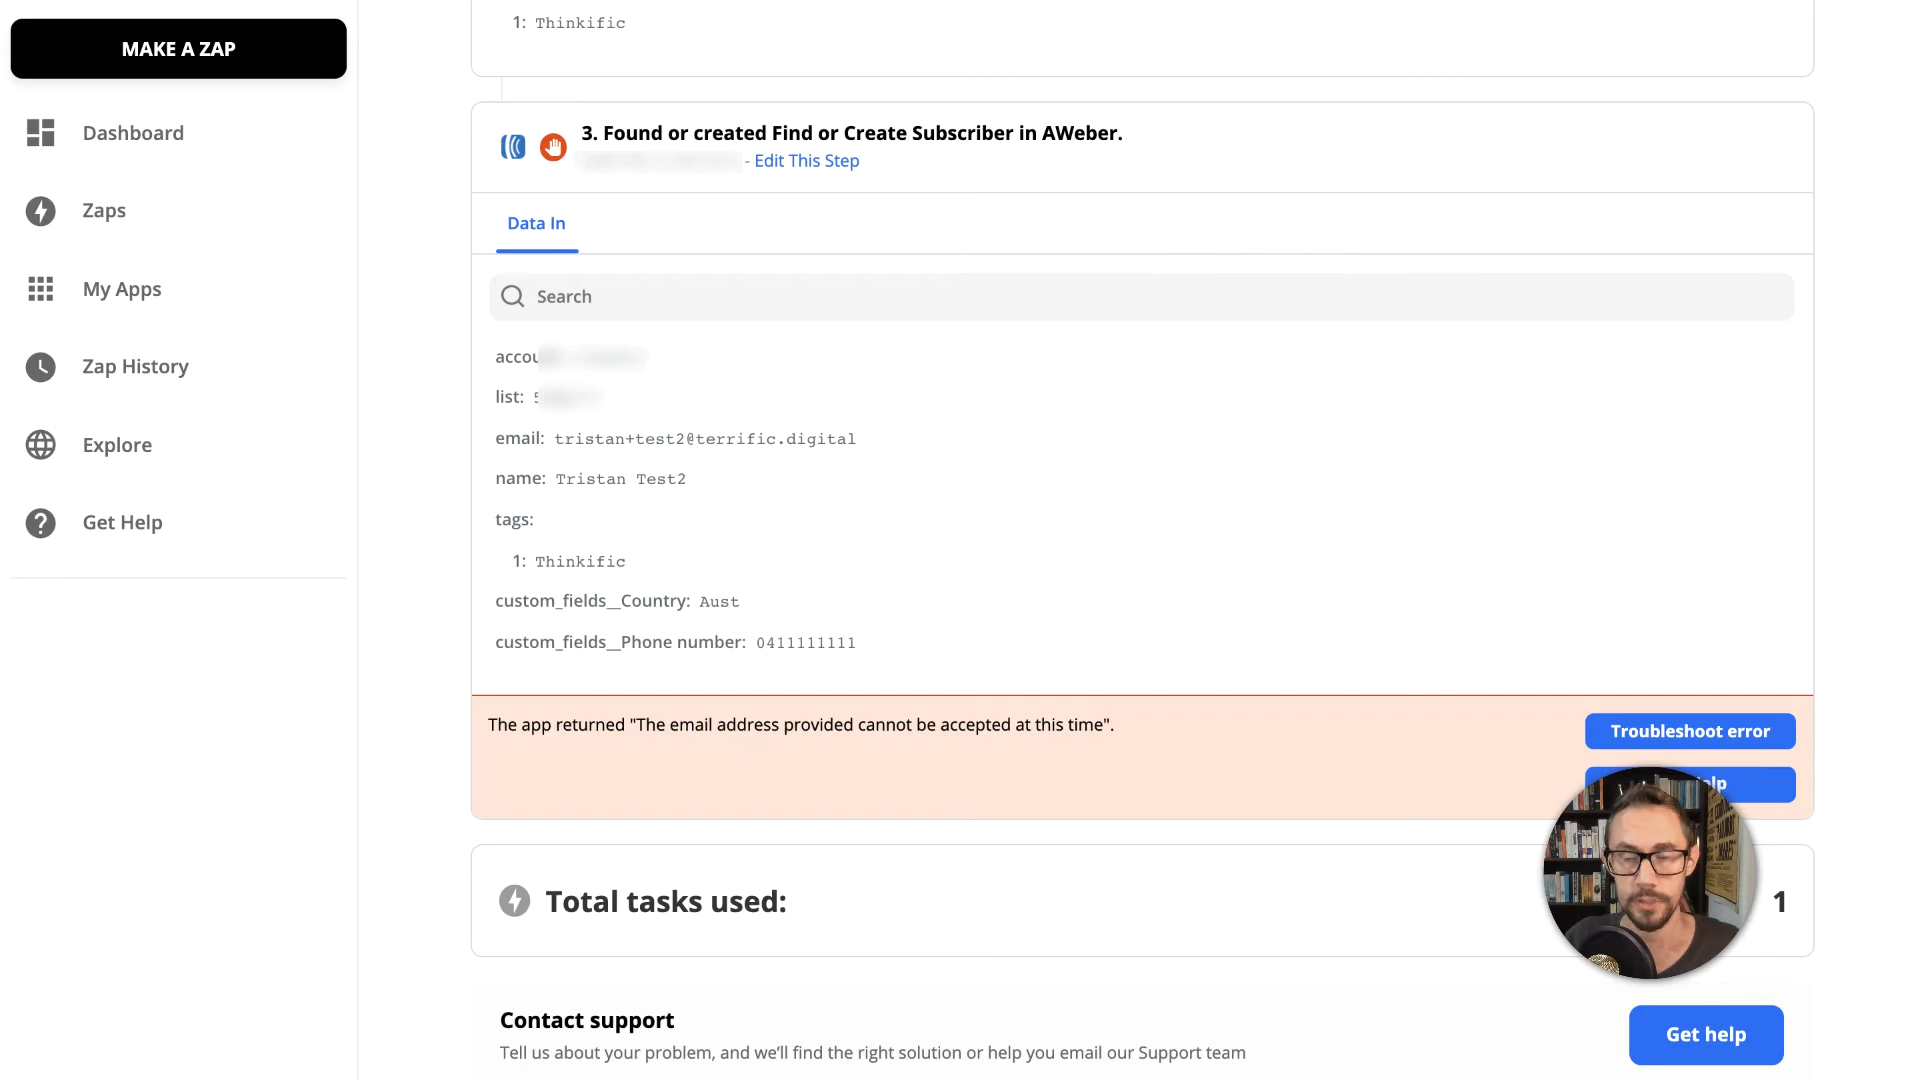 1: Thinkific
MAKE A ZAP
Dashboard
Zaps
My Apps
Zap History
Explore
Get Help
3. Found or created Find or Create Subscriber in AWeber.
- Edit This Step
Data In
Search
list:
email: tristan+test2@terrific.digital
name: Tristan Test2
tags:
1: Thinkific
custom_fields__Country: Aust
custom_fields__Phone number: 0411111111
The app returned "The email address provided cannot be accepted at this time".
Troubleshoot error
Total tasks used:
1
Contact support
Tell us about your problem, and we'll find the right solution or help you email our Support team
Get help